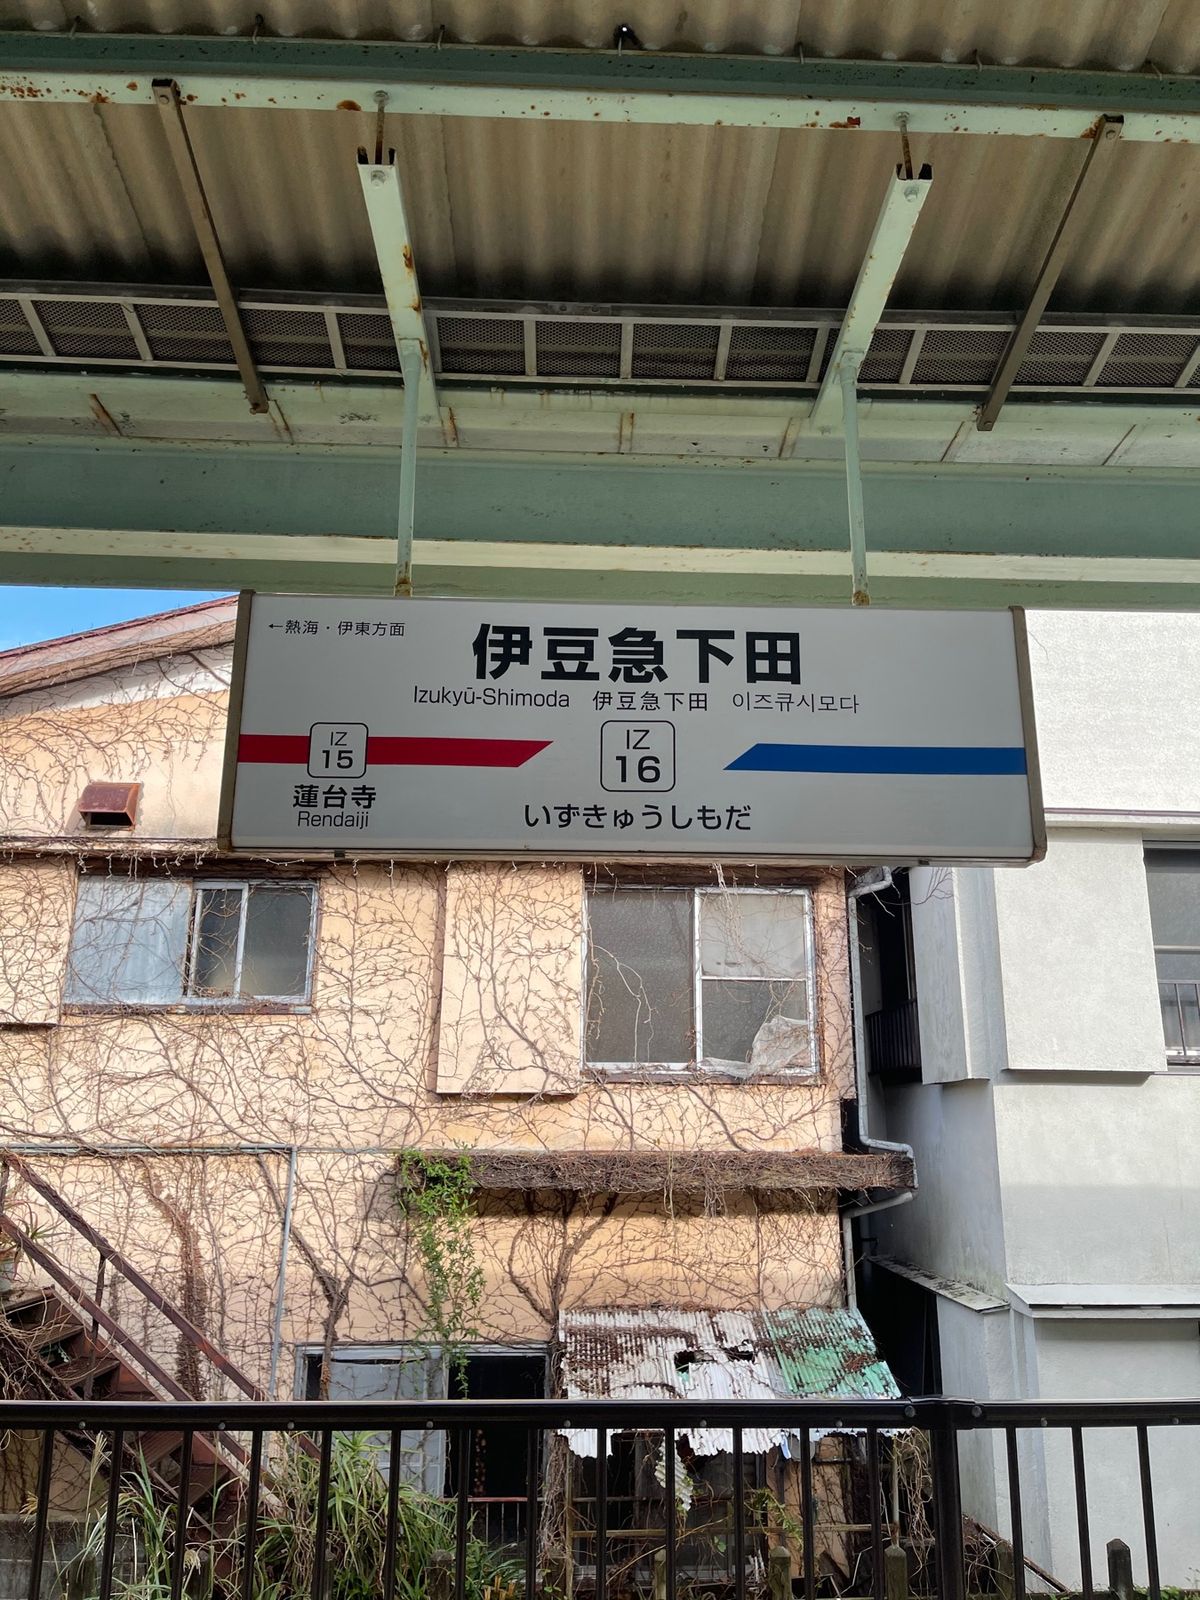 ←熱海・伊東方面
伊豆急下田
Izukyū-Shimoda 伊豆急下田 이즈큐시모다
IZ
15
IZ
16
蓮台寺
Rendaiji
いずきゅうしもだ